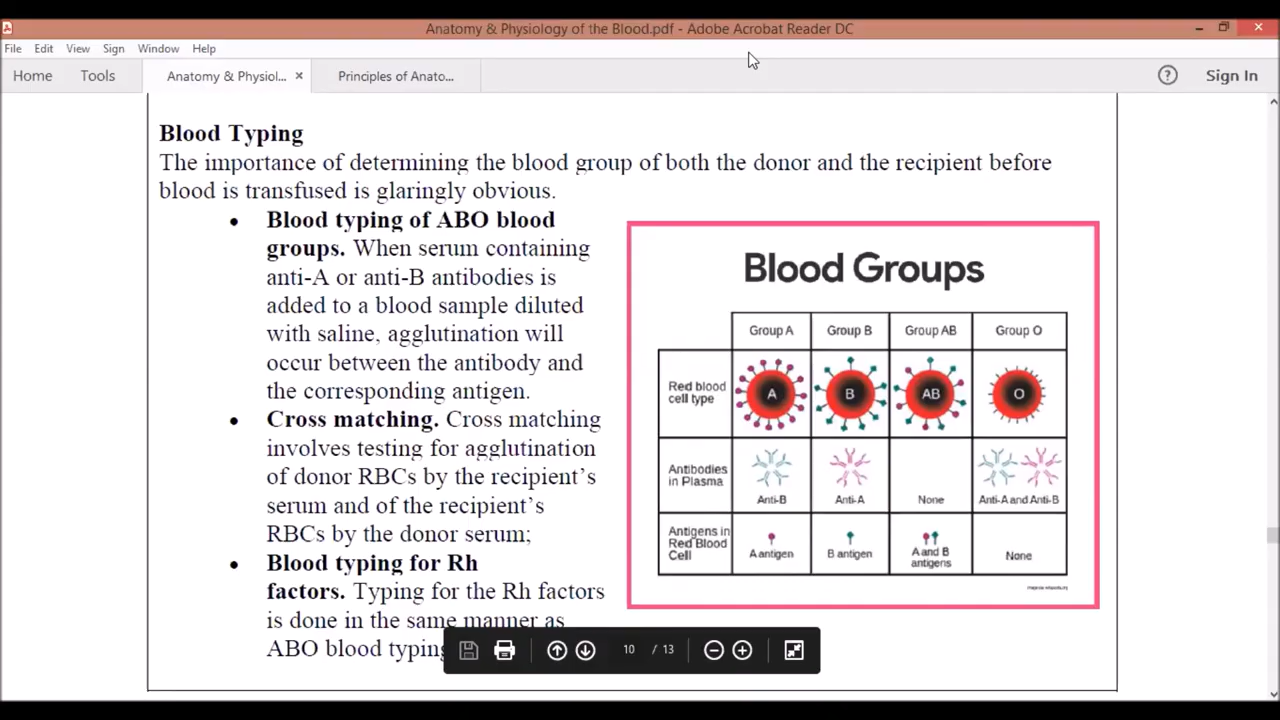 Anatomy & Physiology of the Blood.pdf - Adobe Acrobat Reader DC
File Edit View Sign Window Help
Home Tools Anatomy & Physiol... × Principles of Anato... ? Sign In
Blood Typing
The importance of determining the blood group of both the donor and the recipient before
blood is transfused is glaringly obvious.
• Blood typing of ABO blood
groups. When serum containing
anti-A or anti-B antibodies is
added to a blood sample diluted
with saline, agglutination will
occur between the antibody and
the corresponding antigen.
• Cross matching. Cross matching
involves testing for agglutination
of donor RBCs by the recipient’s
serum and of the recipient’s
RBCs by the donor serum;
• Blood typing for Rh
factors. Typing for the Rh factors
is done in the same manner as
ABO blood typing
Blood Groups
Group A Group B Group AB Group O
Red blood
cell type
A B AB O
Antibodies
in Plasma
Anti-B Anti-A None Anti-A and Anti-B
Antigens in
Red Blood
Cell
A antigen B antigen A and B
antigens
None
10 / 13